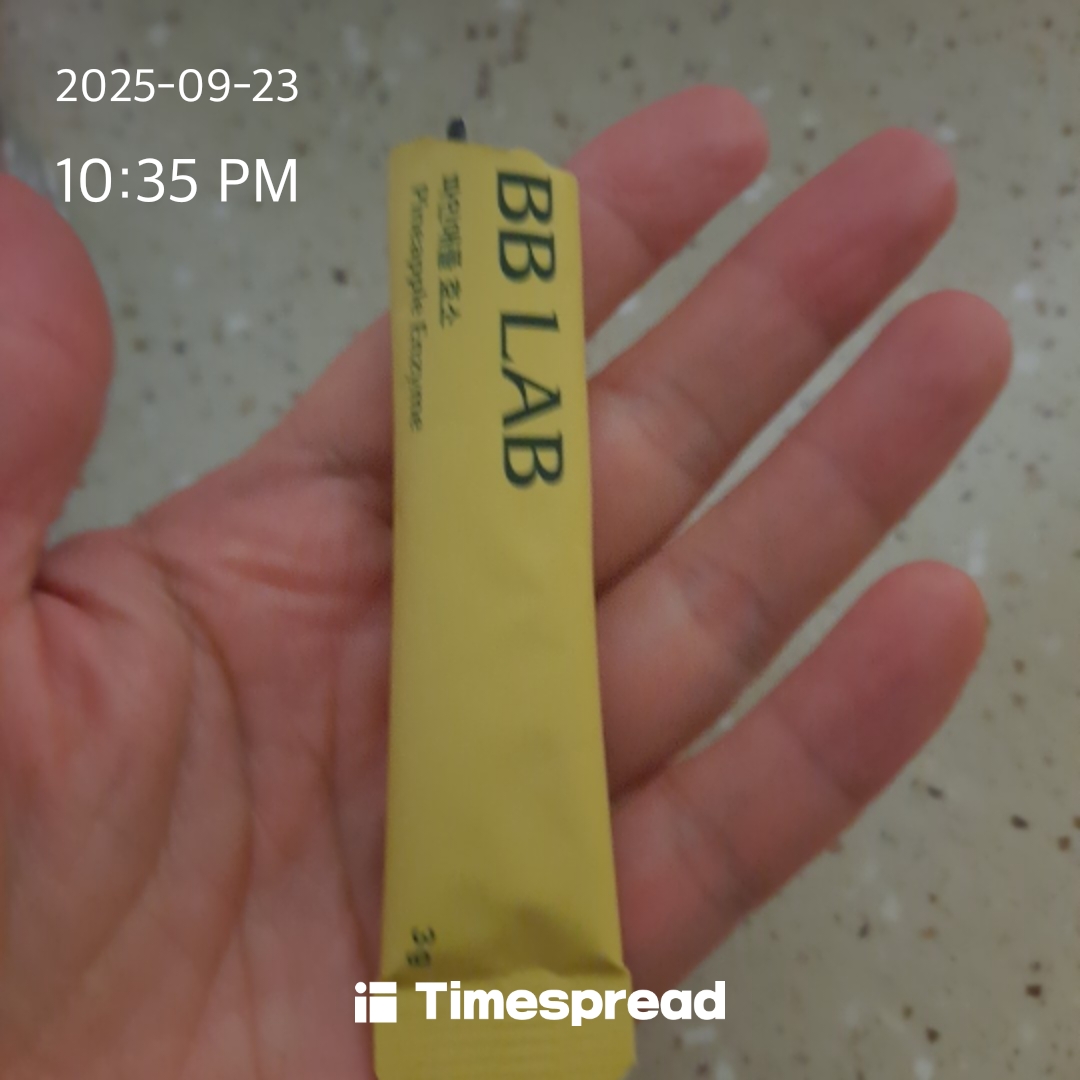 2025-09-23
10:35 PM
BB LAB
파인애플 효소
Pineapple Enzyme
3g
Timespread